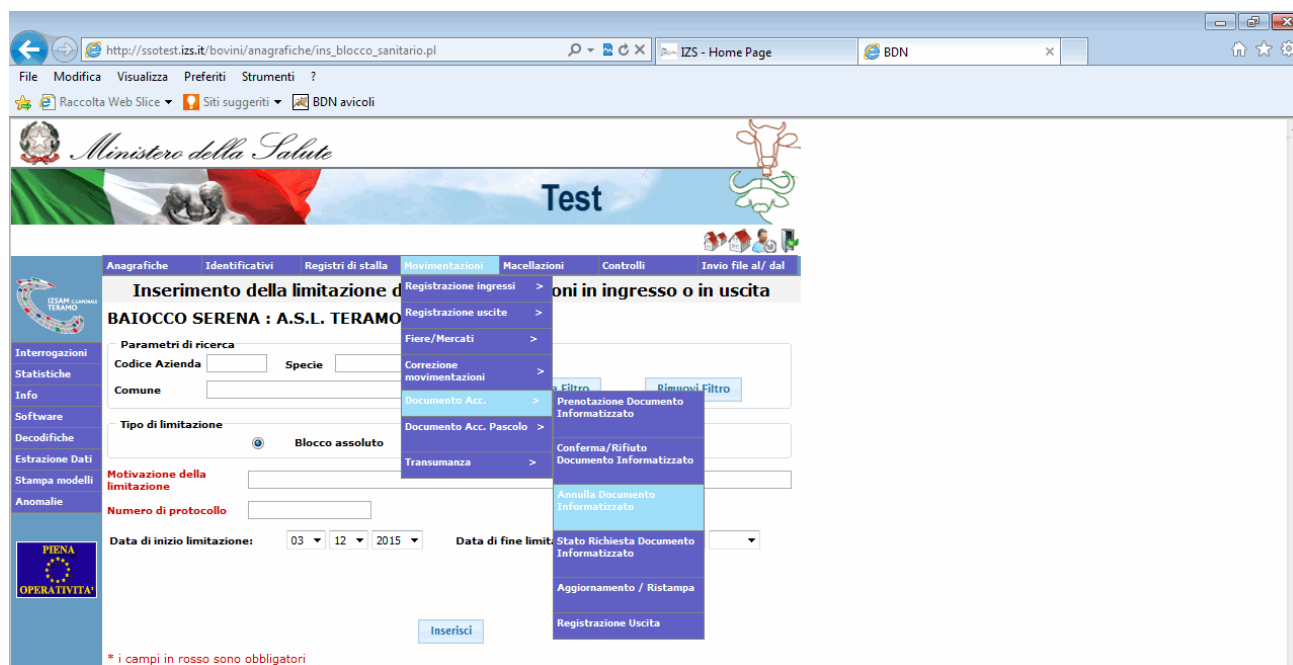 http://ssotest.izs.it/bovini/anagrafiche/ins_blocco_sanitario.pl
IZS - Home Page
BDN
File Modifica Visualizza Preferiti Strumenti ?
Raccolta Web Slice
Siti suggeriti
BDN avicoli
Ministero della Salute
Test
Anagrafiche Identificativi Registri di stalla Movimentazioni Macellazioni Controlli Invio file al/ dal
IZSAM G.CAPORALE
TERAMO
Interrogazioni
Statistiche
Info
Software
Decodifiche
Estrazione Dati
Stampa modelli
Anomalie
PIENA
OPERATIVITA'
Inserimento della limitazione d
oni in ingresso o in uscita
BAIOCCO SERENA : A.S.L. TERAMO
Parametri di ricerca
Codice Azienda
Specie
Comune
Filtro
Rimuovi Filtro
Tipo di limitazione
Blocco assoluto
Motivazione della
limitazione
Numero di protocollo
Data di inizio limitazione: 03 12 2015
Data di fine limit
Inserisci
* i campi in rosso sono obbligatori
Registrazione ingressi >
Registrazione uscite >
Fiere/Mercati >
Correzione
movimentazioni >
Documento Acc. >
Documento Acc. Pascolo >
Transumanza >
Prenotazione Documento
Informatizzato
Conferma/Rifiuto
Documento Informatizzato
Annulla Documento
Informatizzato
Stato Richiesta Documento
Informatizzato
Aggiornamento / Ristampa
Registrazione Uscita